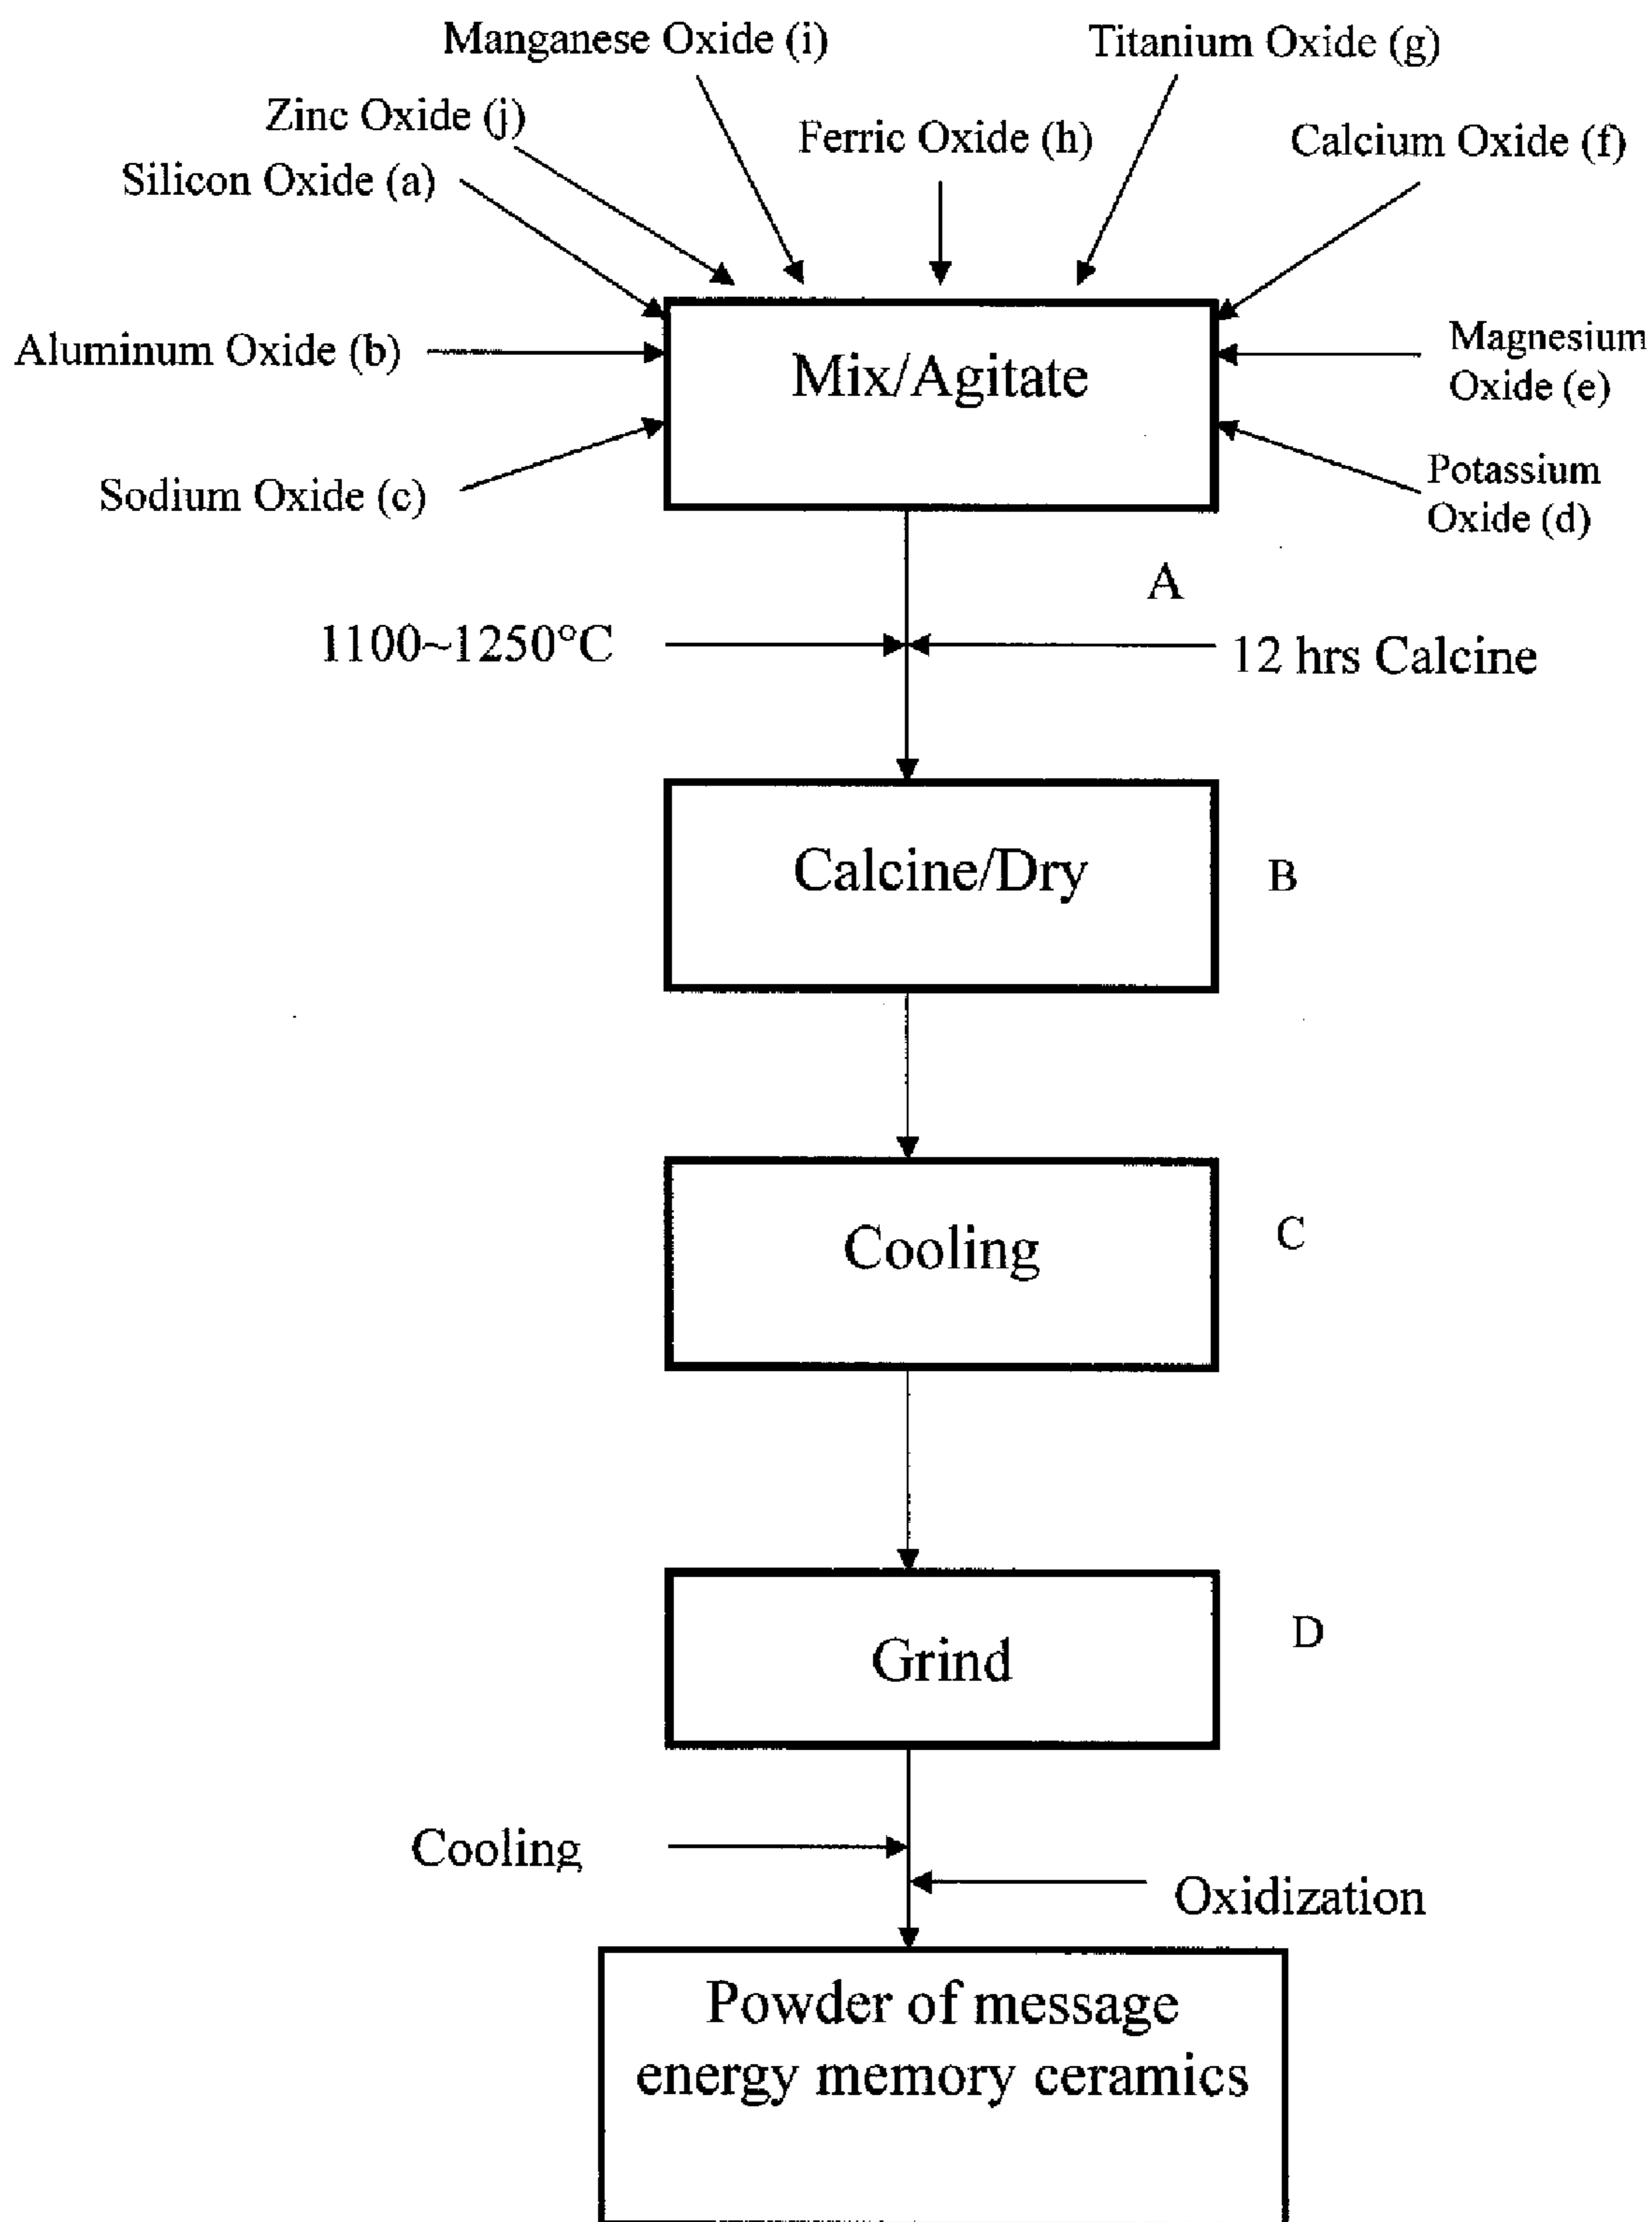 Manganese Oxide (i)
Titanium Oxide (g)
Zinc Oxide (j)
Ferric Oxide (h)
Calcium Oxide (f)
Silicon Oxide (a)
Aluminum Oxide (b)
Mix/Agitate
Magnesium
Oxide (e)
Sodium Oxide (c)
Potassium
Oxide (d)
A
1100~1250°C
12 hrs Calcine
Calcine/Dry
B
Cooling
C
Grind
D
Cooling
Oxidization
Powder of message
energy memory ceramics